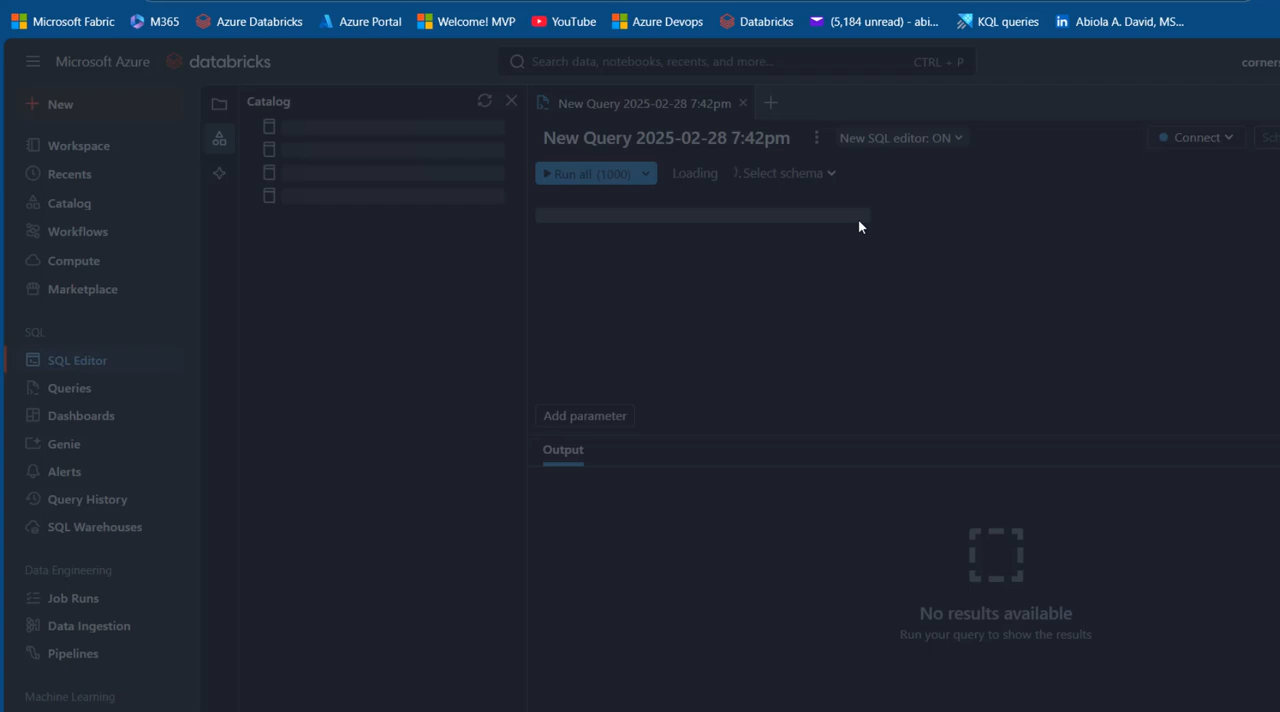 Microsoft Fabric M365 Azure Databricks Azure Portal Welcome! MVP YouTube Azure Devops Databricks (5,184 unread) - abi... KQL queries Abiola A. David, MS...
Microsoft Azure databricks Search data, notebooks, recents, and more... CTRL + P corners
New
Workspace
Recents
Catalog
Workflows
Compute
Marketplace
SQL
SQL Editor
Queries
Dashboards
Genie
Alerts
Query History
SQL Warehouses
Data Engineering
Job Runs
Data Ingestion
Pipelines
Machine Learning
Catalog
New Query 2025-02-28 7:42pm
New Query 2025-02-28 7:42pm New SQL editor: ON Connect
Run all (1000) Loading Select schema
Add parameter
Output
No results available
Run your query to show the results